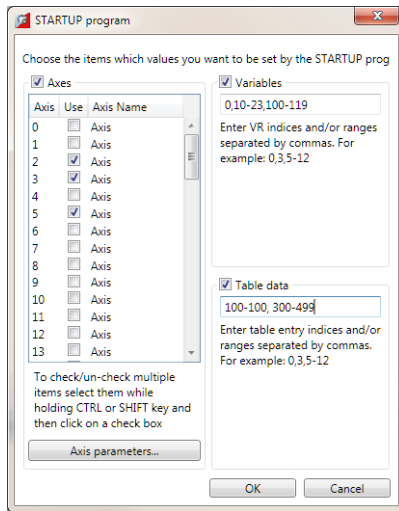 STARTUP program
Choose the items which values you want to be set by the STARTUP prog
Axes
Axis Use Axis Name
0 Axis
1 Axis
2 Axis
3 Axis
4 Axis
5 Axis
6 Axis
7 Axis
8 Axis
9 Axis
10 Axis
11 Axis
12 Axis
13 Axis
To check/un-check multiple
items select them while
holding CTRL or SHIFT key and
then click on a check box
Axis parameters...
Variables
0,10-23,100-119
Enter VR indices and/or ranges
separated by commas. For
example: 0,3,5-12
Table data
100-100, 300-499
Enter table entry indices and/or
ranges separated by commas.
For example: 0,3,5-12
OK
Cancel